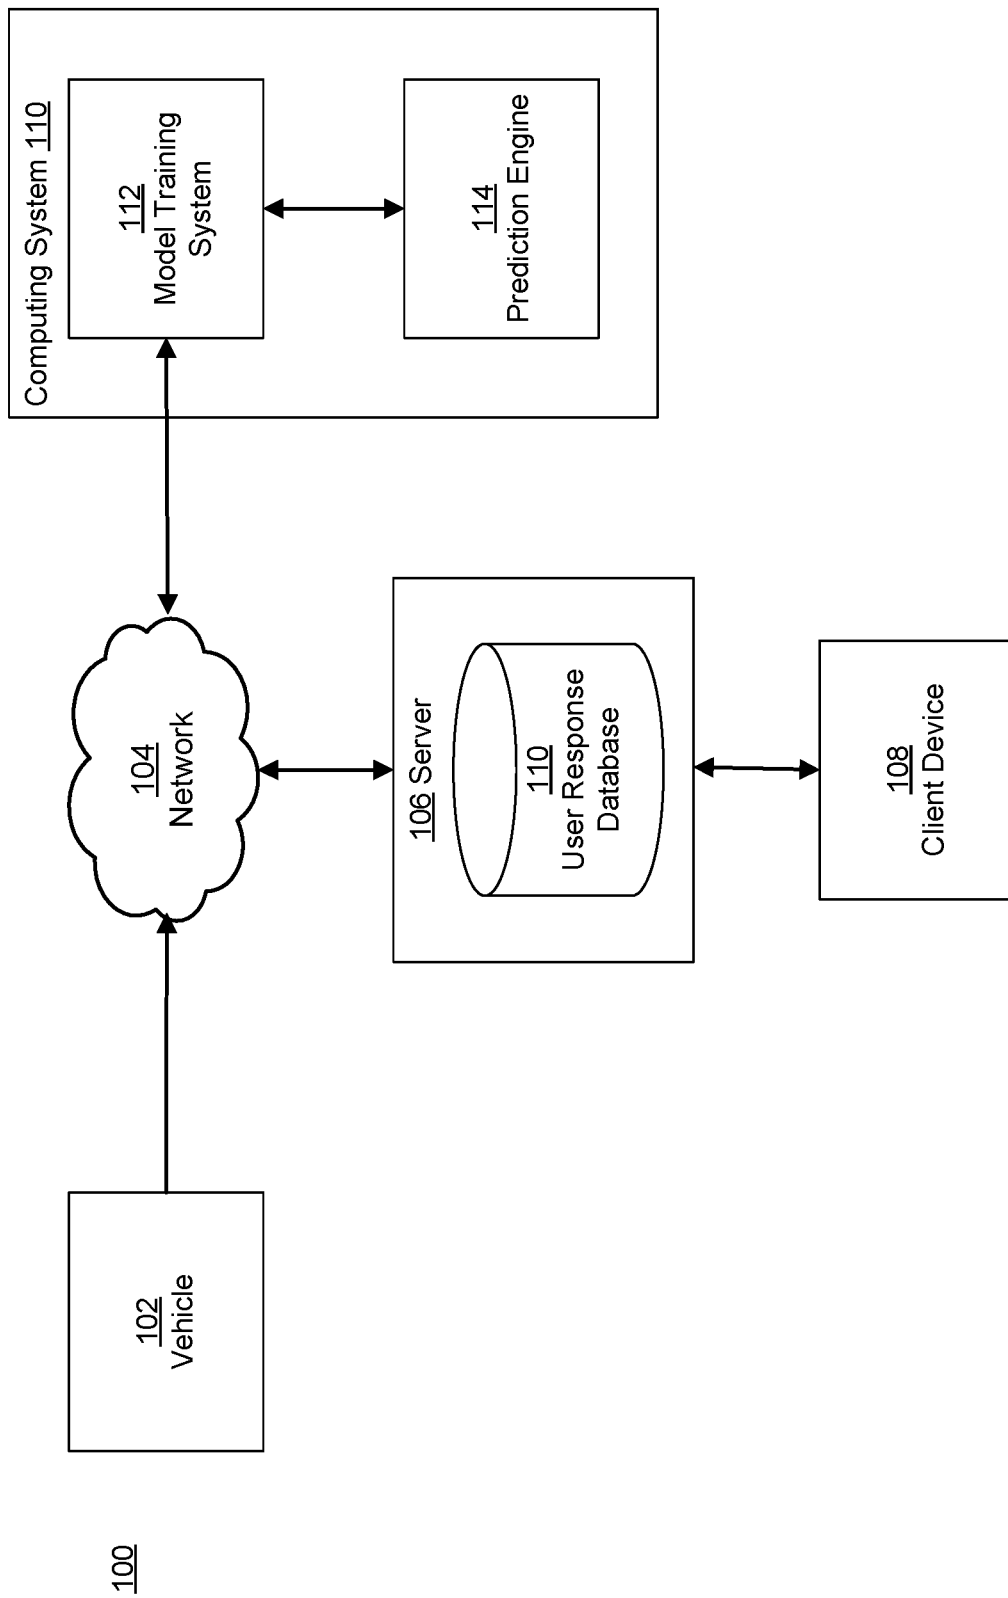 100
102
Vehicle
104
Network
Computing System 110
112
Model Training
System
114
Prediction Engine
106 Server
110
User Response
Database
108
Client Device